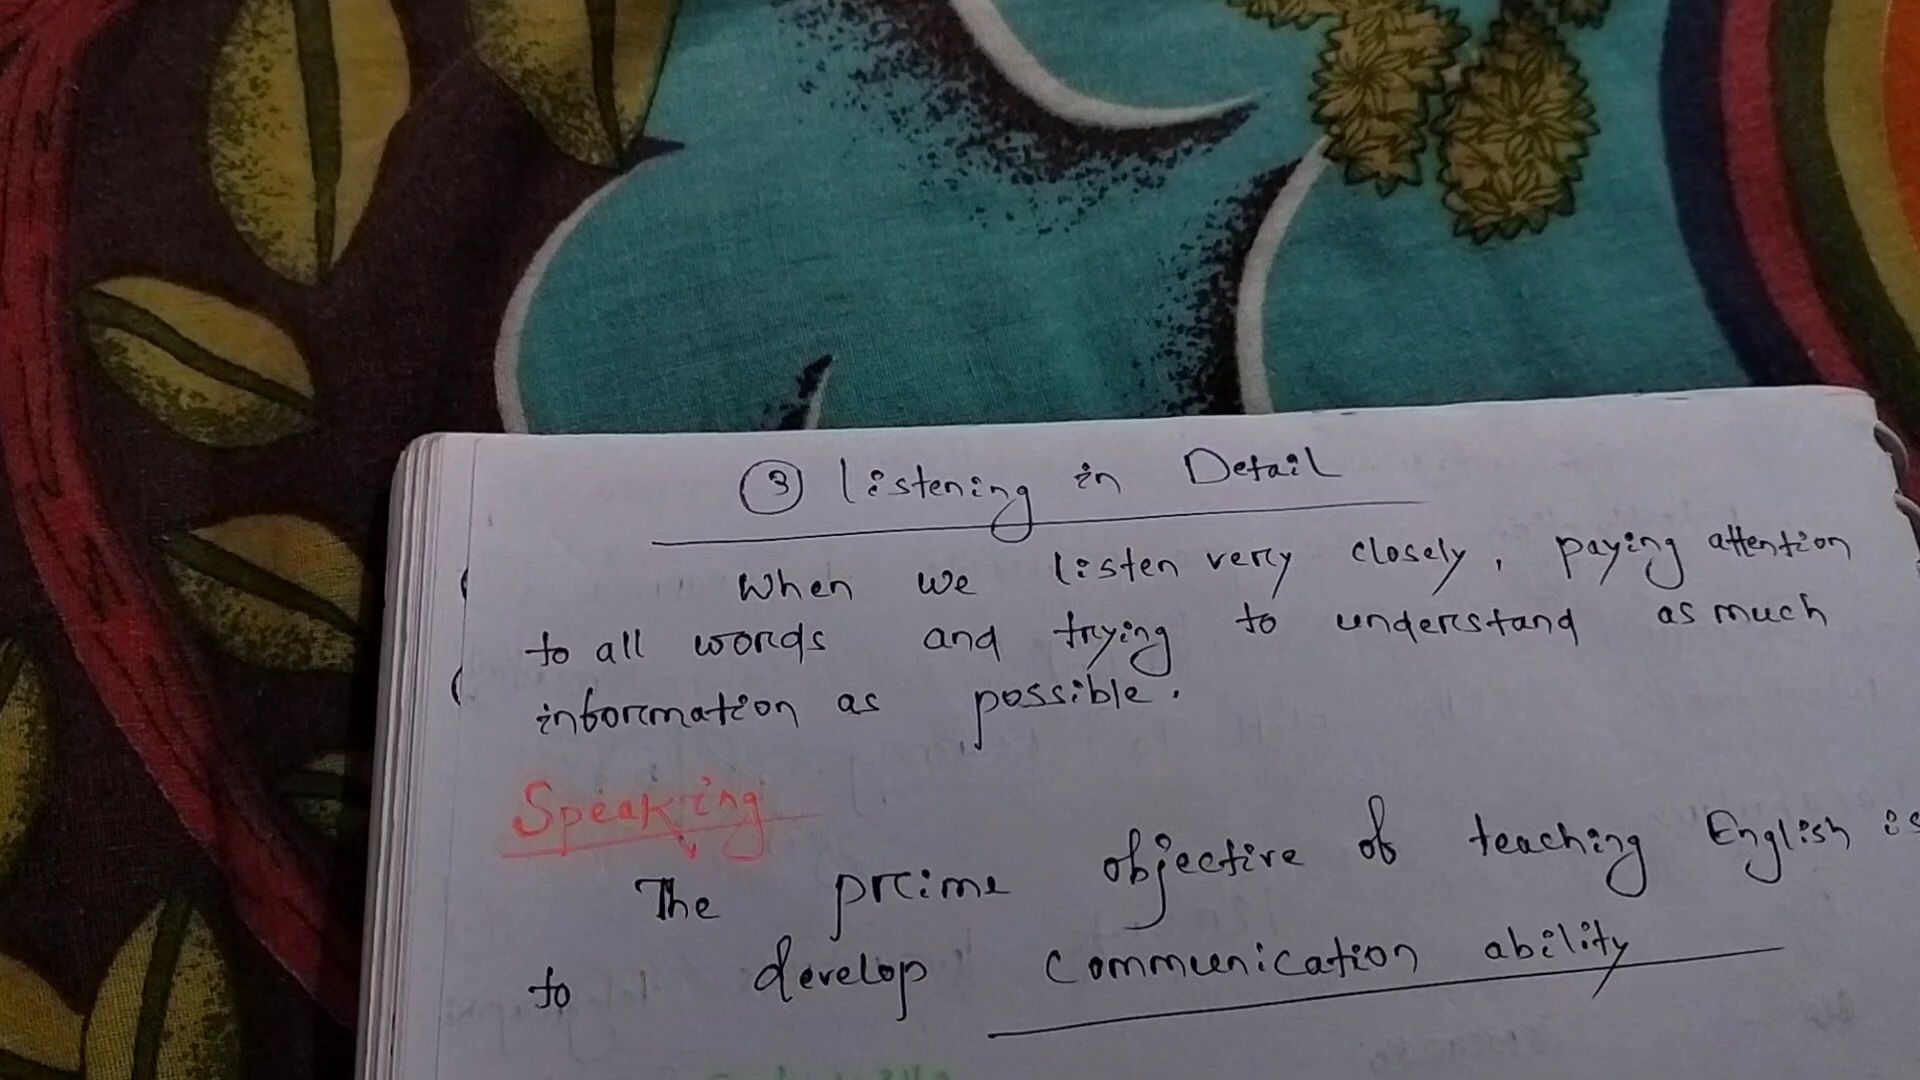 ③ Listening in Detail
When we listen very closely, paying attention
to all words and trying to understand as much
information as possible.
Speaking
The prime objective of teaching English is
to develop communication ability